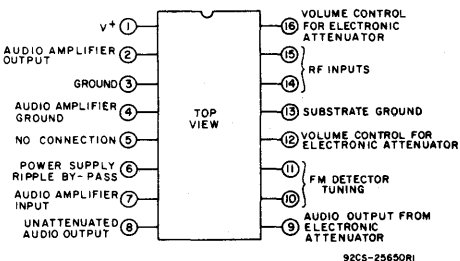 V+ 1
AUDIO AMPLIFIER
OUTPUT 2
GROUND 3
AUDIO AMPLIFIER
GROUND 4
NO CONNECTION 5
POWER SUPPLY
RIPPLE BY-PASS 6
AUDIO AMPLIFIER
INPUT 7
UNATTENUATED
AUDIO OUTPUT 8
TOP
VIEW
16 VOLUME CONTROL
FOR ELECTRONIC
ATTENUATOR
15
RF INPUTS
14
13 SUBSTRATE GROUND
12 VOLUME CONTROL FOR
ELECTRONIC ATTENUATOR
11
FM DETECTOR
TUNING
10
9 AUDIO OUTPUT FROM
ELECTRONIC
ATTENUATOR
92CS-25650R1